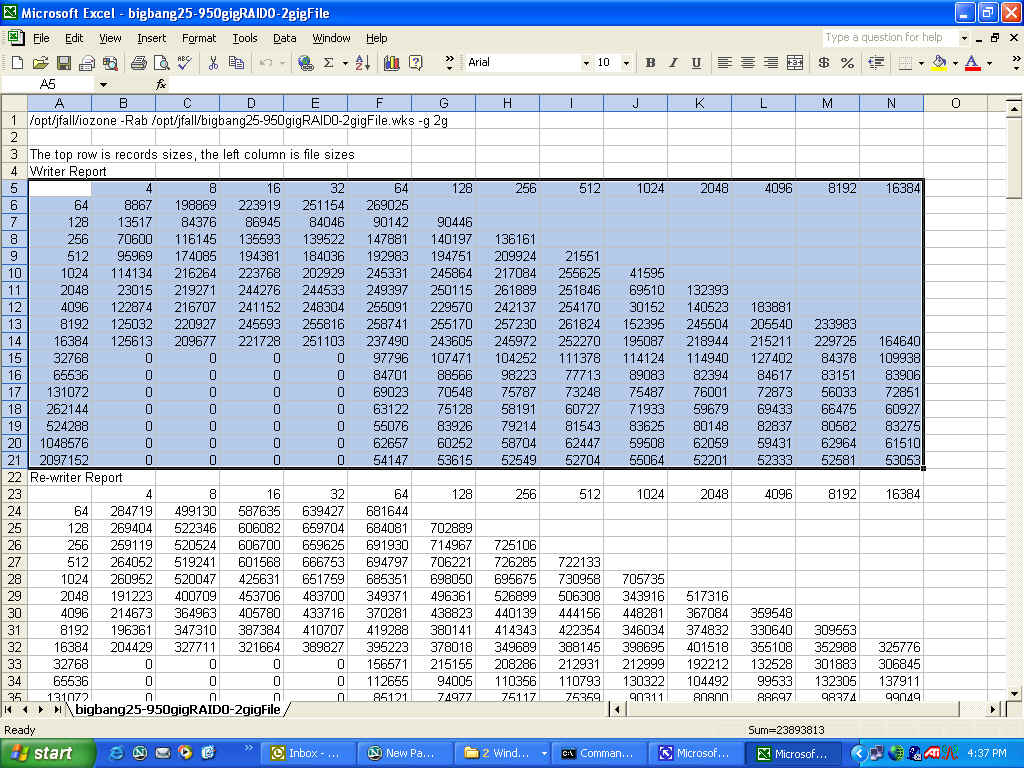 Microsoft Excel - bigbang25-950gigRAID0-2gigFile
File Edit View Insert Format Tools Data Window Help Type a question for help
Arial 10 B I U $ %
A5 fx
A B C D E F G H I J K L M N O
1 /opt/jfall/iozone -Rab /opt/jfall/bigbang25-950gigRAID0-2gigFile.wks -g 2g
2
3 The top row is records sizes, the left column is file sizes
4 Writer Report
5 4 8 16 32 64 128 256 512 1024 2048 4096 8192 16384
6 64 8867 198869 223919 251154 269025
7 128 13517 84376 86945 84046 90142 90446
8 256 70600 116145 135593 139522 147881 140197 136161
9 512 95969 174085 194381 184036 192983 194751 209924 21551
10 1024 114134 216264 223768 202929 245331 245864 217084 255625 41595
11 2048 23015 219271 244276 244533 249397 250115 261889 251846 69510 132393
12 4096 122874 216707 241152 248304 255091 229570 242137 254170 30152 140523 183881
13 8192 125032 220927 245593 255816 258741 255170 257230 261824 152395 245504 205540 233983
14 16384 125613 209677 221728 251103 237490 243605 245972 252270 195087 218944 215211 229725 164640
15 32768 0 0 0 0 97796 107471 104252 111378 114124 114940 127402 84378 109938
16 65536 0 0 0 0 84701 88566 98223 77713 89083 82394 84617 83151 83906
17 131072 0 0 0 0 69023 70548 75787 73248 75487 76001 72873 56033 72851
18 262144 0 0 0 0 63122 75128 58191 60727 71933 59679 69433 66475 60927
19 524288 0 0 0 0 55076 83926 79214 81543 83625 80148 82837 80582 83275
20 1048576 0 0 0 0 62657 60252 58704 62447 59508 62059 59431 62964 61510
21 2097152 0 0 0 0 54147 53615 52549 52704 55064 52201 52333 52581 53053
22 Re-writer Report
23 4 8 16 32 64 128 256 512 1024 2048 4096 8192 16384
24 64 284719 499130 587635 639427 681644
25 128 269404 522346 606082 659704 684081 702889
26 256 259119 520524 606700 659625 691930 714967 725106
27 512 264052 519241 601568 666753 694797 706221 726285 722133
28 1024 260952 520047 425631 651759 685351 698050 695675 730958 705735
29 2048 191223 400709 453706 483700 349371 496361 526899 506308 343916 517316
30 4096 214673 364963 405780 433716 370281 438823 440139 444156 448281 367084 359548
31 8192 196361 347310 387384 410707 419288 380141 414343 422354 346034 374832 330640 309553
32 16384 204429 327711 321664 389827 395223 378018 349689 388145 398695 401518 355108 352988 325776
33 32768 0 0 0 0 156571 215155 208286 212931 212999 192212 132528 301883 306845
34 65536 0 0 0 0 112655 94005 110356 110793 130322 104492 99533 132305 137911
35 131072 0 0 0 0 85121 74977 75117 75359 90311 80800 88697 98374 99049
bigbang25-950gigRAID0-2gigFile
Ready Sum=23893813
start Inbox - ... New Pa... 2 Wind... Comman... Microsof... Microsof... 4:37 PM